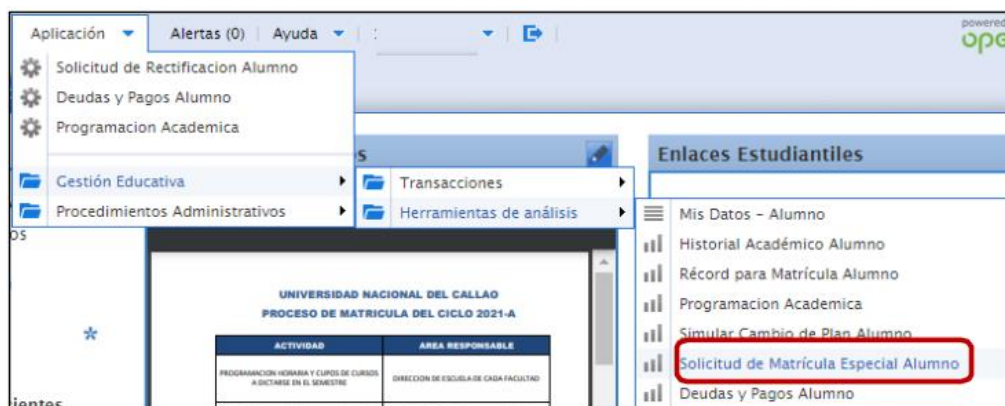 Aplicación
Alertas (0)
Ayuda
:
powered
ope
Solicitud de Rectificacion Alumno
Deudas y Pagos Alumno
Programacion Academica
s
Enlaces Estudiantiles
Gestión Educativa
Transacciones
Procedimientos Administrativos
Herramientas de análisis
os
Mis Datos - Alumno
Historial Académico Alumno
Récord para Matrícula Alumno
Programacion Academica
Simular Cambio de Plan Alumno
Solicitud de Matrícula Especial Alumno
Deudas y Pagos Alumno
UNIVERSIDAD NACIONAL DEL CALLAO
PROCESO DE MATRICULA DEL CICLO 2021-A
*
ACTIVIDAD
AREA RESPONSABLE
PROGRAMACION HORARIA Y CUPOS DE CURSOS
A DICTARSE EN EL SEMESTRE
DIRECCION DE ESCUELA DE CADA FACULTAD
ientes